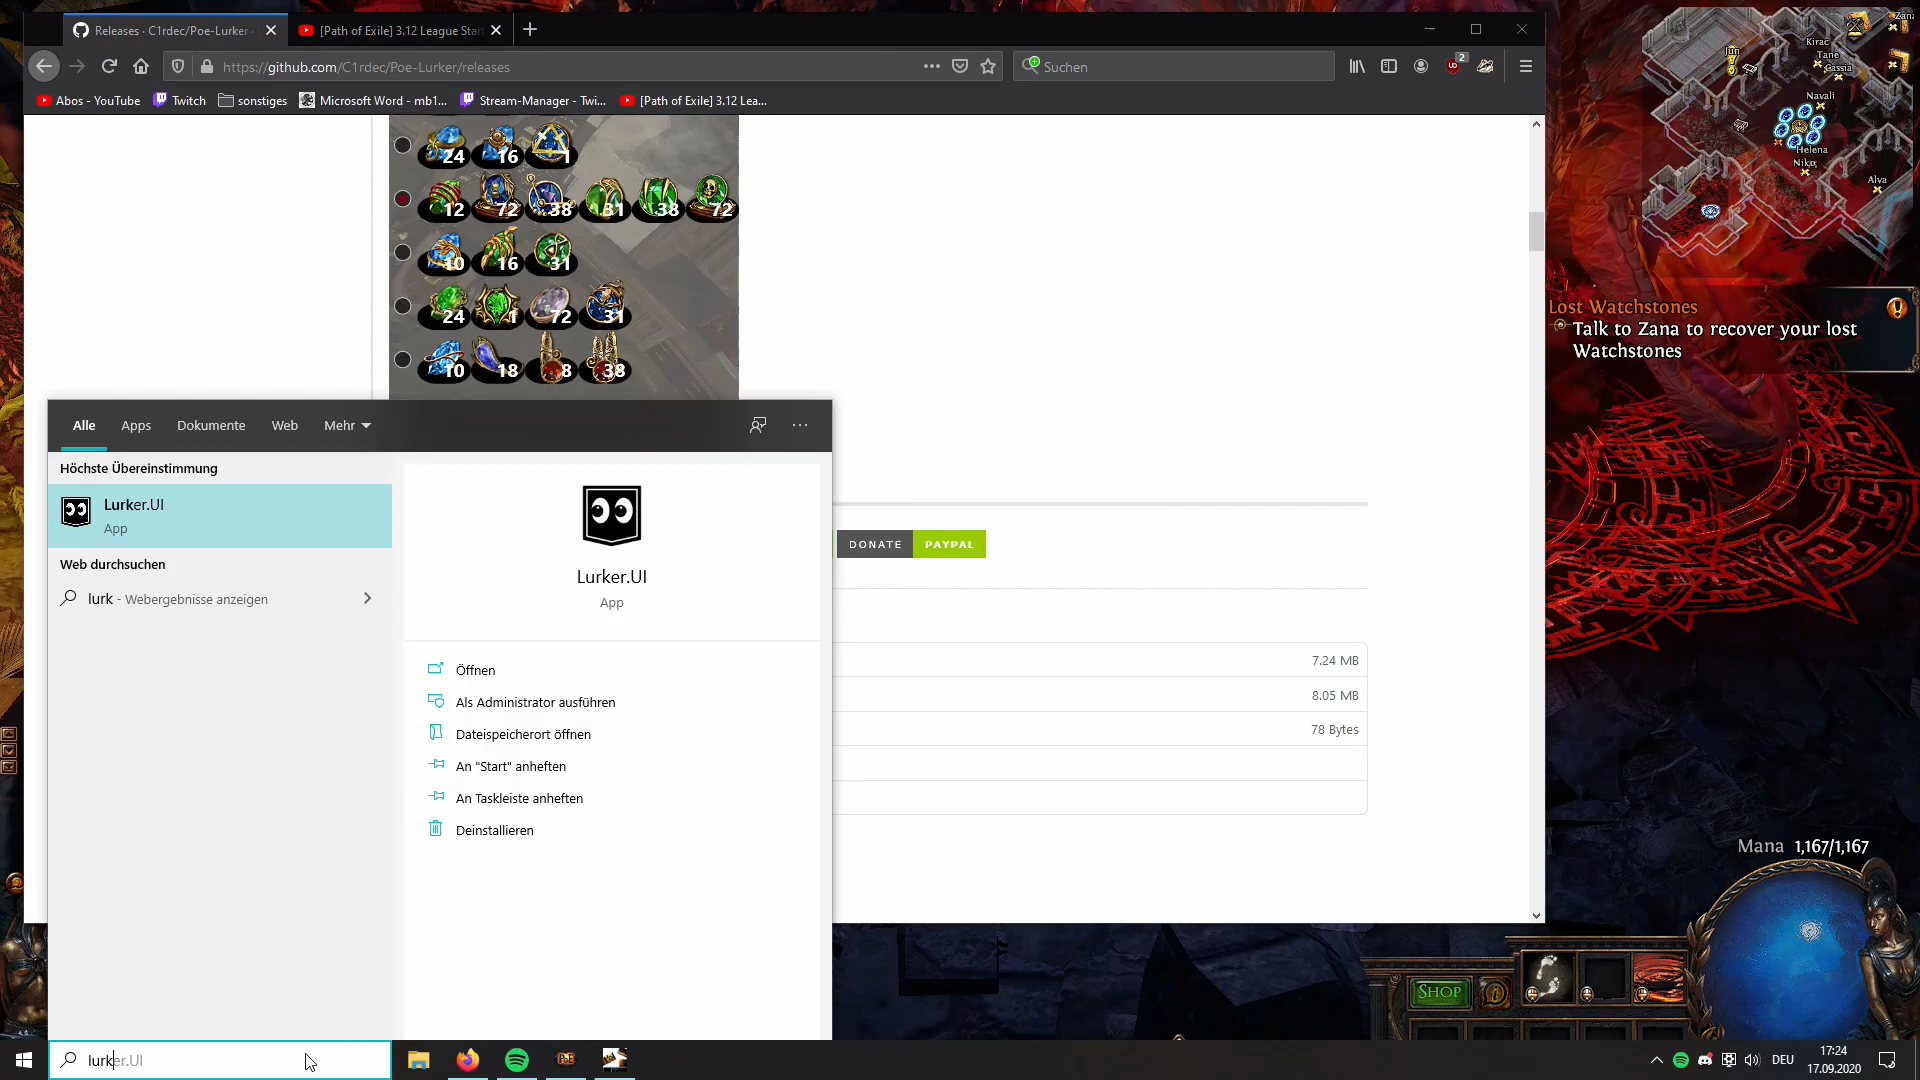 Releases · C1rdec/Poe-Lurker ·
[Path of Exile] 3.12 League Star
https://github.com/C1rdec/Poe-Lurker/releases
Suchen
2
Abos - YouTube
Twitch
sonstiges
Microsoft Word - mb1...
Stream-Manager - Twi...
[Path of Exile] 3.12 Lea...
24 16 1
12 72 38 31 38 72
10 16 31
24 1 72 31
10 18 8 38
Zana
Kirac
Jun
Tane
Cassia
Navali
Helena
Niko
Alva
Lost Watchstones
Talk to Zana to recover your lost
Watchstones
Alle
Apps
Dokumente
Web
Mehr
Höchste Übereinstimmung
Lurker.UI
App
Web durchsuchen
lurk - Webergebnisse anzeigen
Lurker.UI
App
Öffnen
Als Administrator ausführen
Dateispeicherort öffnen
An "Start" anheften
An Taskleiste anheften
Deinstallieren
DONATE PAYPAL
7.24 MB
8.05 MB
78 Bytes
Mana 1,167/1,167
SHOP
lurker.UI
PoB
DEU
17:24
17.09.2020